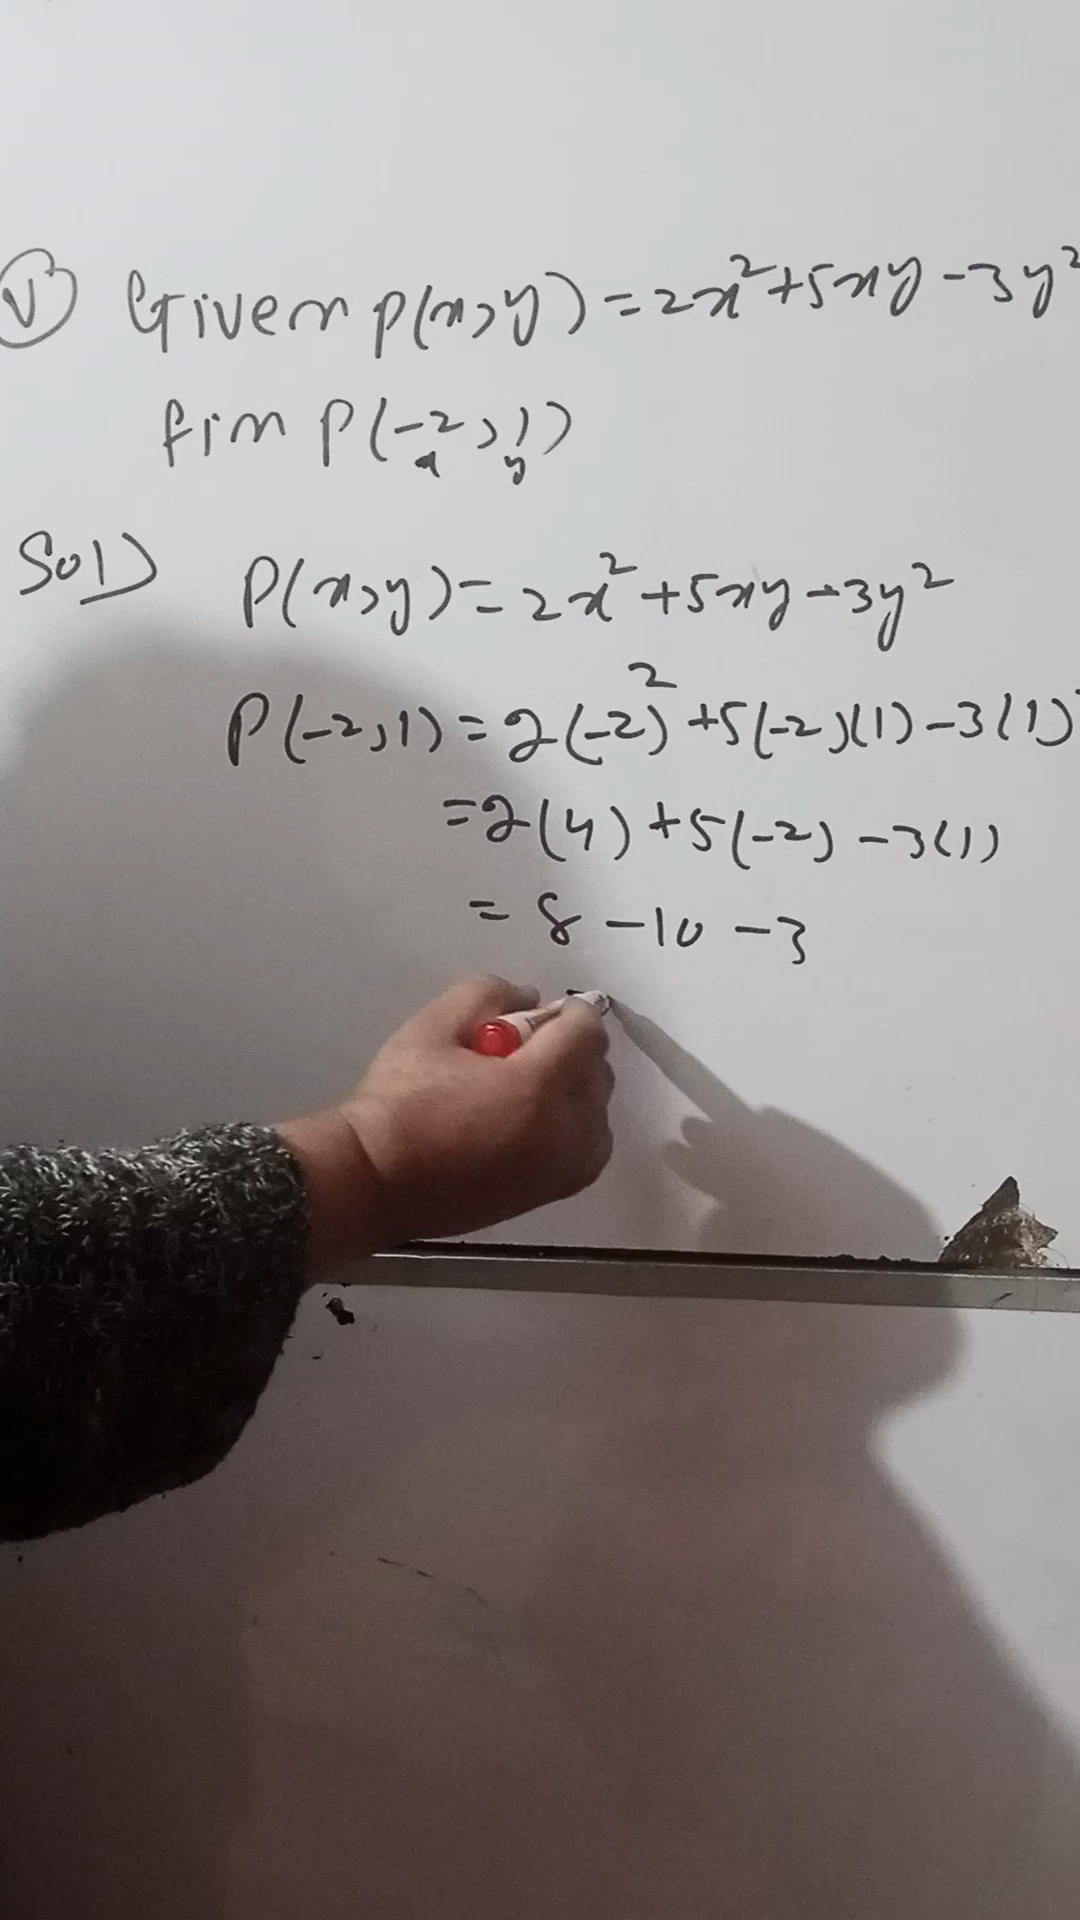 V) Given p(x,y)=2x²+5xy-3y²
fin P(-2,1)
x y
Sol)
P(x,y)=2x²+5xy-3y²
P(-2,1)=2(-2)²+5(-2)(1)-3(1)²
=2(4)+5(-2)-3(1)
=8-10-3